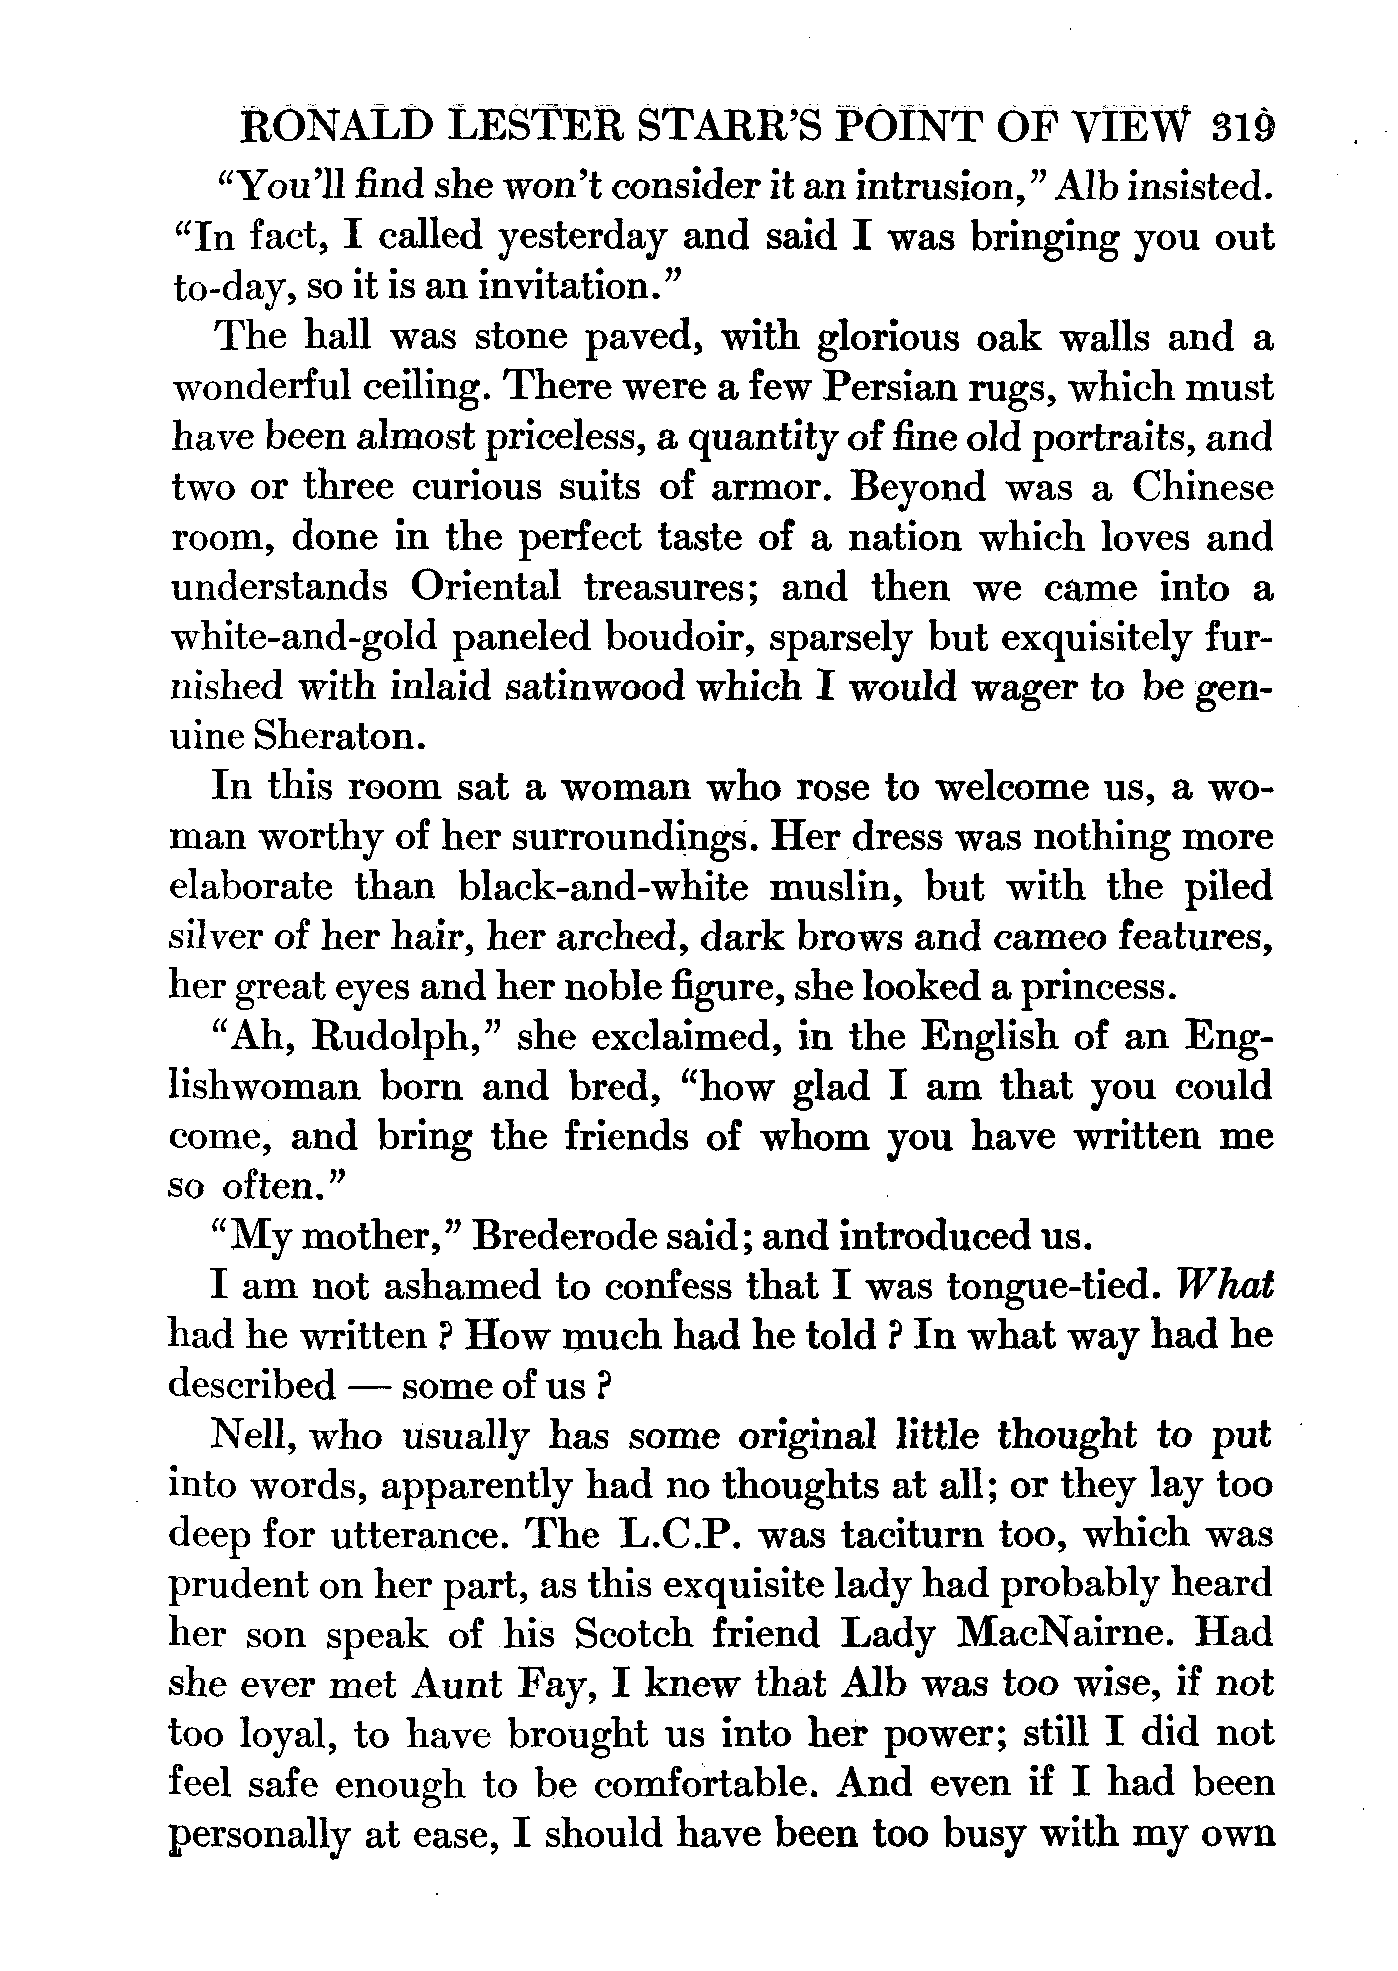 RONALD LESTER STARR'S POINT OF VIEW 319
"You'll find she won't consider it an intrusion," Alb insisted.
"In fact, I called yesterday and said I was bringing you out
to-day, so it is an invitation."
The hall was stone paved, with glorious oak walls and a
wonderful ceiling. There were a few Persian rugs, which must
have been almost priceless, a quantity of fine old portraits, and
two or three curious suits of armor. Beyond was a Chinese
room, done in the perfect taste of a nation which loves and
understands Oriental treasures; and then we came into a
white-and-gold paneled boudoir, sparsely but exquisitely fur-
nished with inlaid satinwood which I would wager to be gen-
uine Sheraton.
In this room sat a woman who rose to welcome us, a wo-
man worthy of her surroundings. Her dress was nothing more
elaborate than black-and-white muslin, but with the piled
silver of her hair, her arched, dark brows and cameo features,
her great eyes and her noble figure, she looked a princess.
"Ah, Rudolph," she exclaimed, in the English of an Eng-
lishwoman born and bred, "how glad I am that you could
come, and bring the friends of whom you have written me
so often."
"My mother," Brederode said; and introduced us.
I am not ashamed to confess that I was tongue-tied. What
had he written ? How much had he told ? In what way had he
described — some of us ?
Nell, who usually has some original little thought to put
into words, apparently had no thoughts at all; or they lay too
deep for utterance. The L.C.P. was taciturn too, which was
prudent on her part, as this exquisite lady had probably heard
her son speak of his Scotch friend Lady MacNairne. Had
she ever met Aunt Fay, I knew that Alb was too wise, if not
too loyal, to have brought us into her power; still I did not
feel safe enough to be comfortable. And even if I had been
personally at ease, I should have been too busy with my own